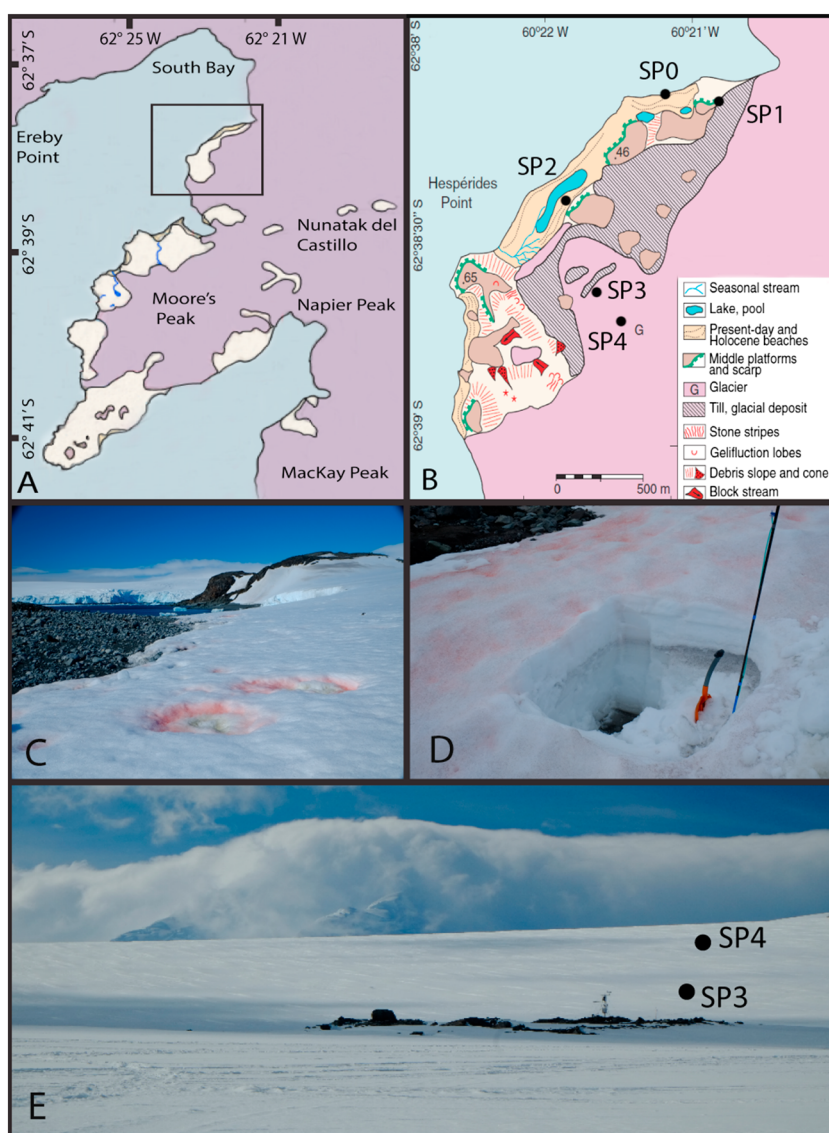 62° 25 W
62° 21 W
62° 37' S
South Bay
Ereby
Point
Nunatak del
Castillo
62° 39' S
Moore's
Peak
Napier Peak
62° 41' S
MacKay Peak
A
60°22 W
60°21' W
62°38' S
SP0
SP1
46
SP2
Hespérides
Point
62°38'30'' S
65
SP3
SP4
G
62°39' S
B
0
500 m
Seasonal stream
Lake, pool
Present-day and
Holocene beaches
Middle platforms
and scarp
G
Glacier
Till, glacial deposit
Stone stripes
Gelifluction lobes
Debris slope and cone
Block stream
C
D
SP4
SP3
E